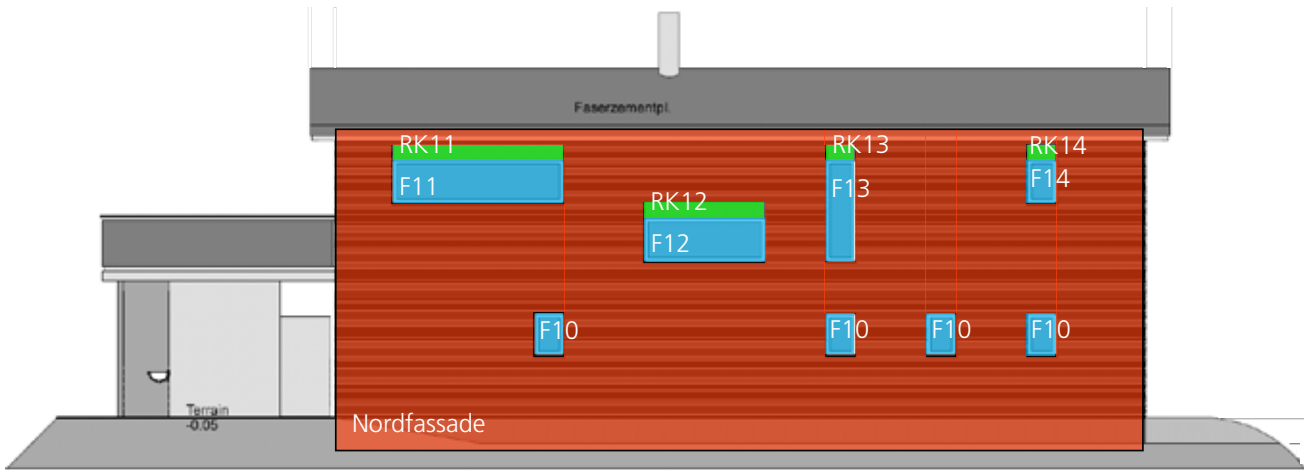 Faserzementpl.
RK11
RK13
RK14
F11
F13
F14
RK12
F12
F10
F10
F10
F10
Terrain
-0.05
Nordfassade